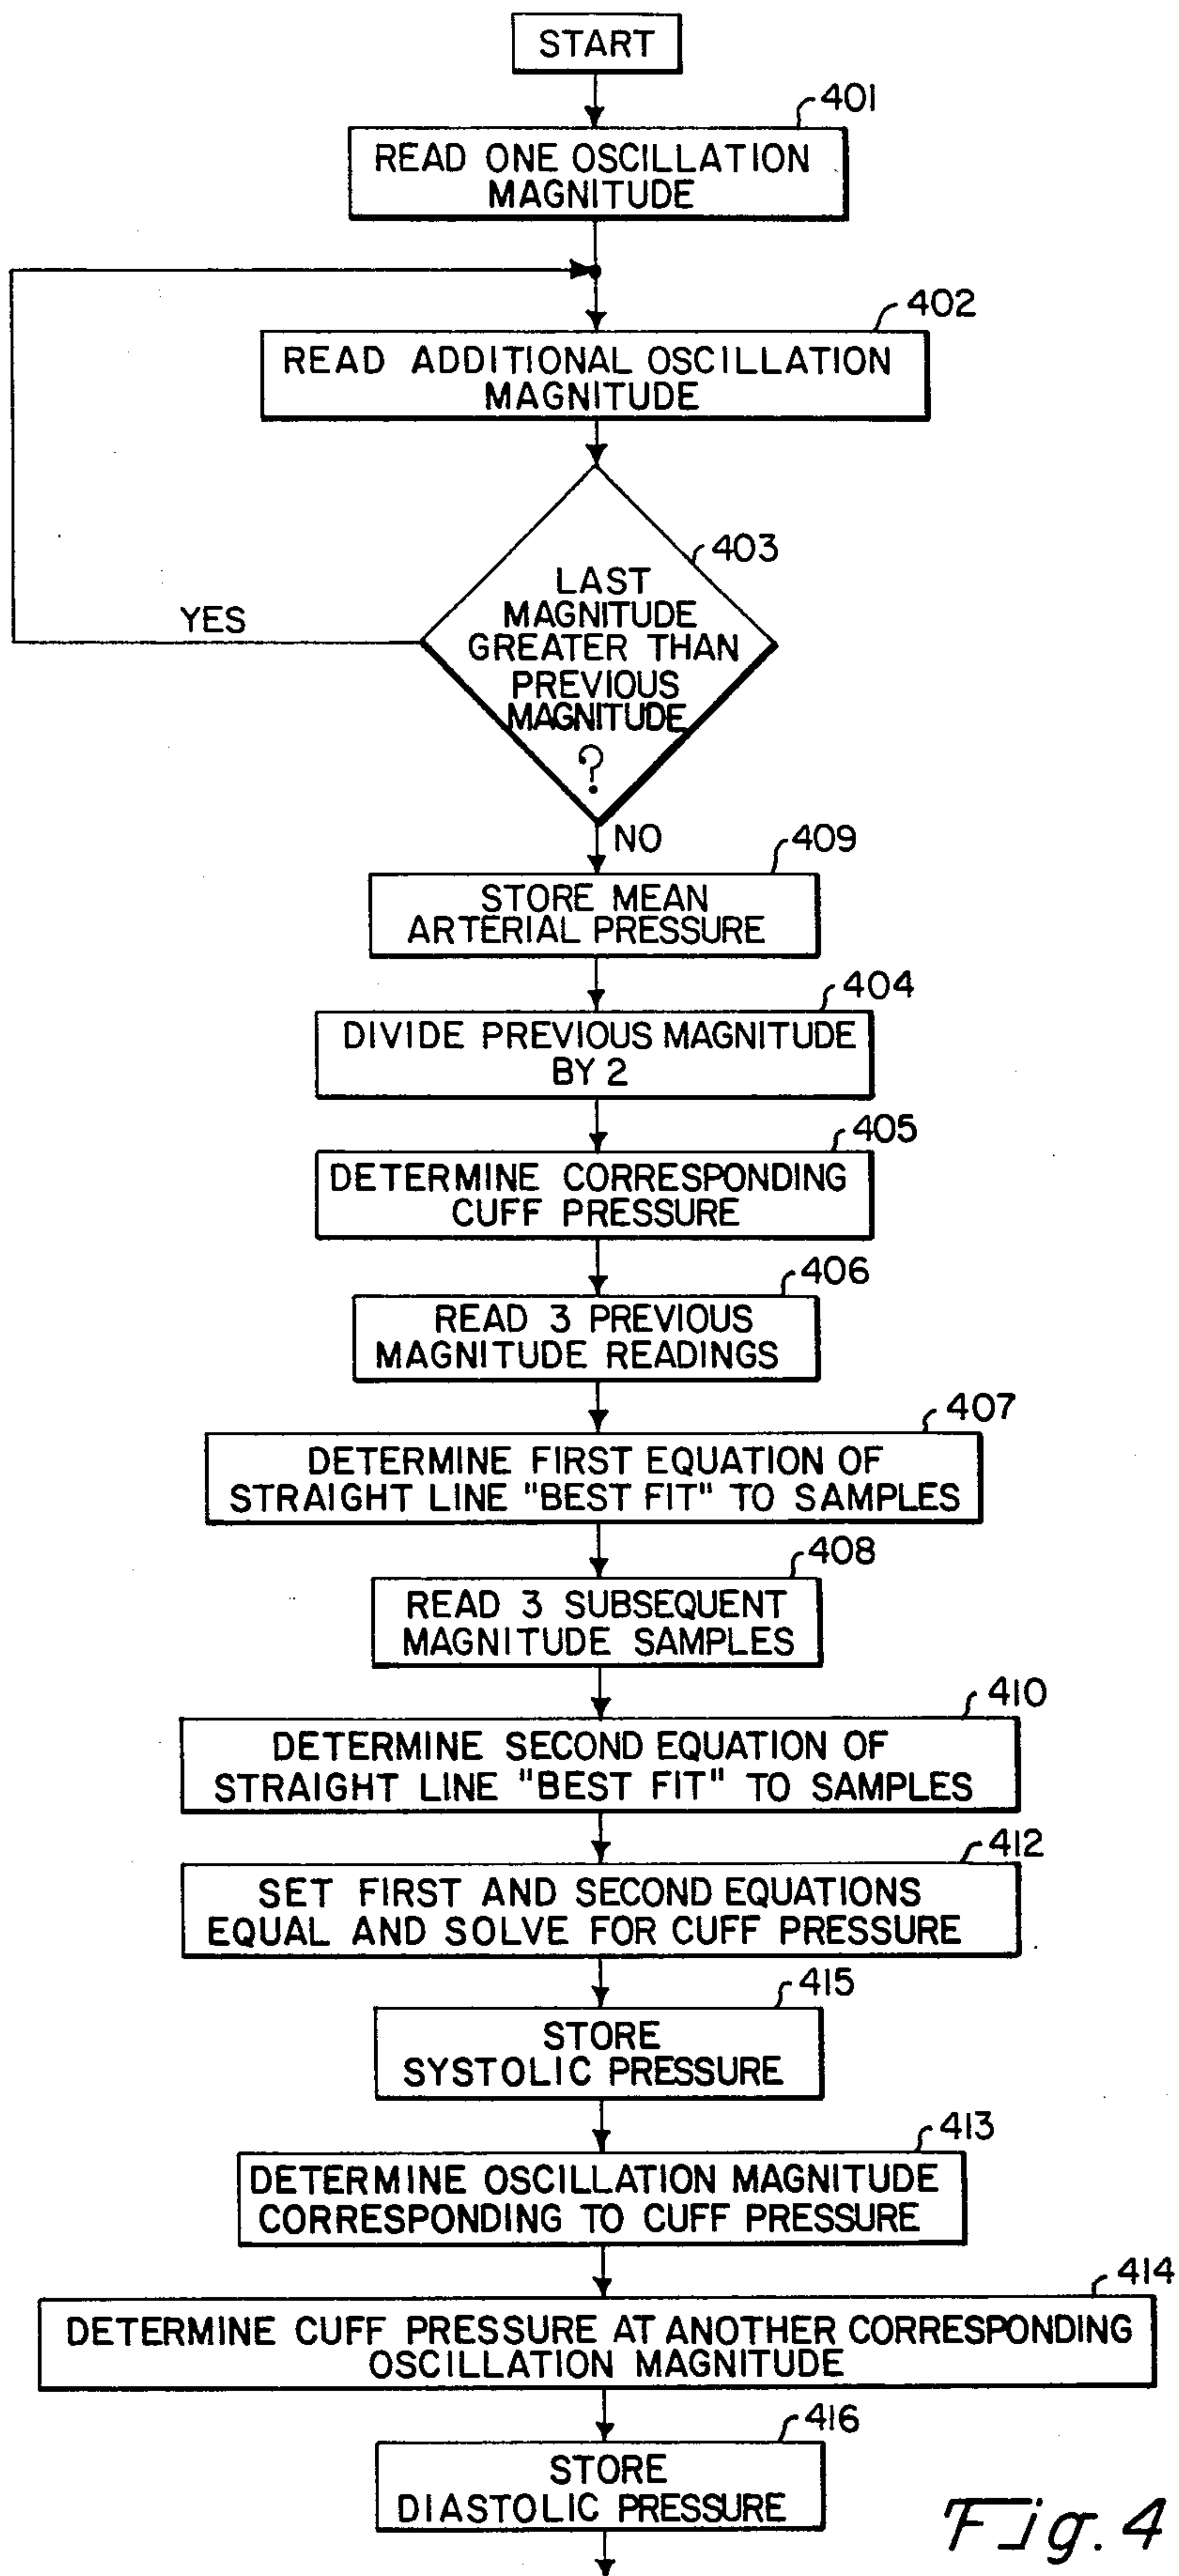 START
401
READ ONE OSCILLATION
MAGNITUDE
402
READ ADDITIONAL OSCILLATION
MAGNITUDE
403
LAST
MAGNITUDE
GREATER THAN
PREVIOUS
MAGNITUDE
?
YES
NO
409
STORE MEAN
ARTERIAL PRESSURE
404
DIVIDE PREVIOUS MAGNITUDE
BY 2
405
DETERMINE CORRESPONDING
CUFF PRESSURE
406
READ 3 PREVIOUS
MAGNITUDE READINGS
407
DETERMINE FIRST EQUATION OF
STRAIGHT LINE "BEST FIT" TO SAMPLES
408
READ 3 SUBSEQUENT
MAGNITUDE SAMPLES
410
DETERMINE SECOND EQUATION OF
STRAIGHT LINE "BEST FIT" TO SAMPLES
412
SET FIRST AND SECOND EQUATIONS
EQUAL AND SOLVE FOR CUFF PRESSURE
415
STORE
SYSTOLIC PRESSURE
413
DETERMINE OSCILLATION MAGNITUDE
CORRESPONDING TO CUFF PRESSURE
414
DETERMINE CUFF PRESSURE AT ANOTHER CORRESPONDING
OSCILLATION MAGNITUDE
416
STORE
DIASTOLIC PRESSURE
Fig. 4